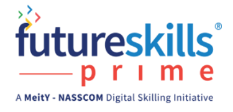 futureskills®
prime
A MeitY - NASSCOM Digital Skilling Initiative